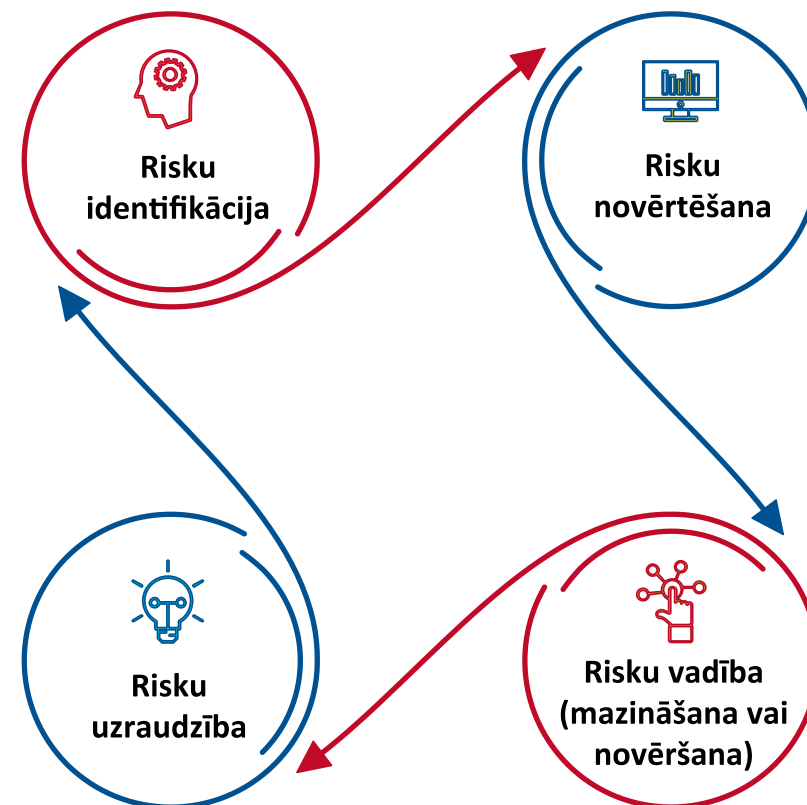 Risku
identifikācija
Risku
novērtēšana
Risku
uzraudzība
Risku vadība
(mazināšana vai
novēršana)